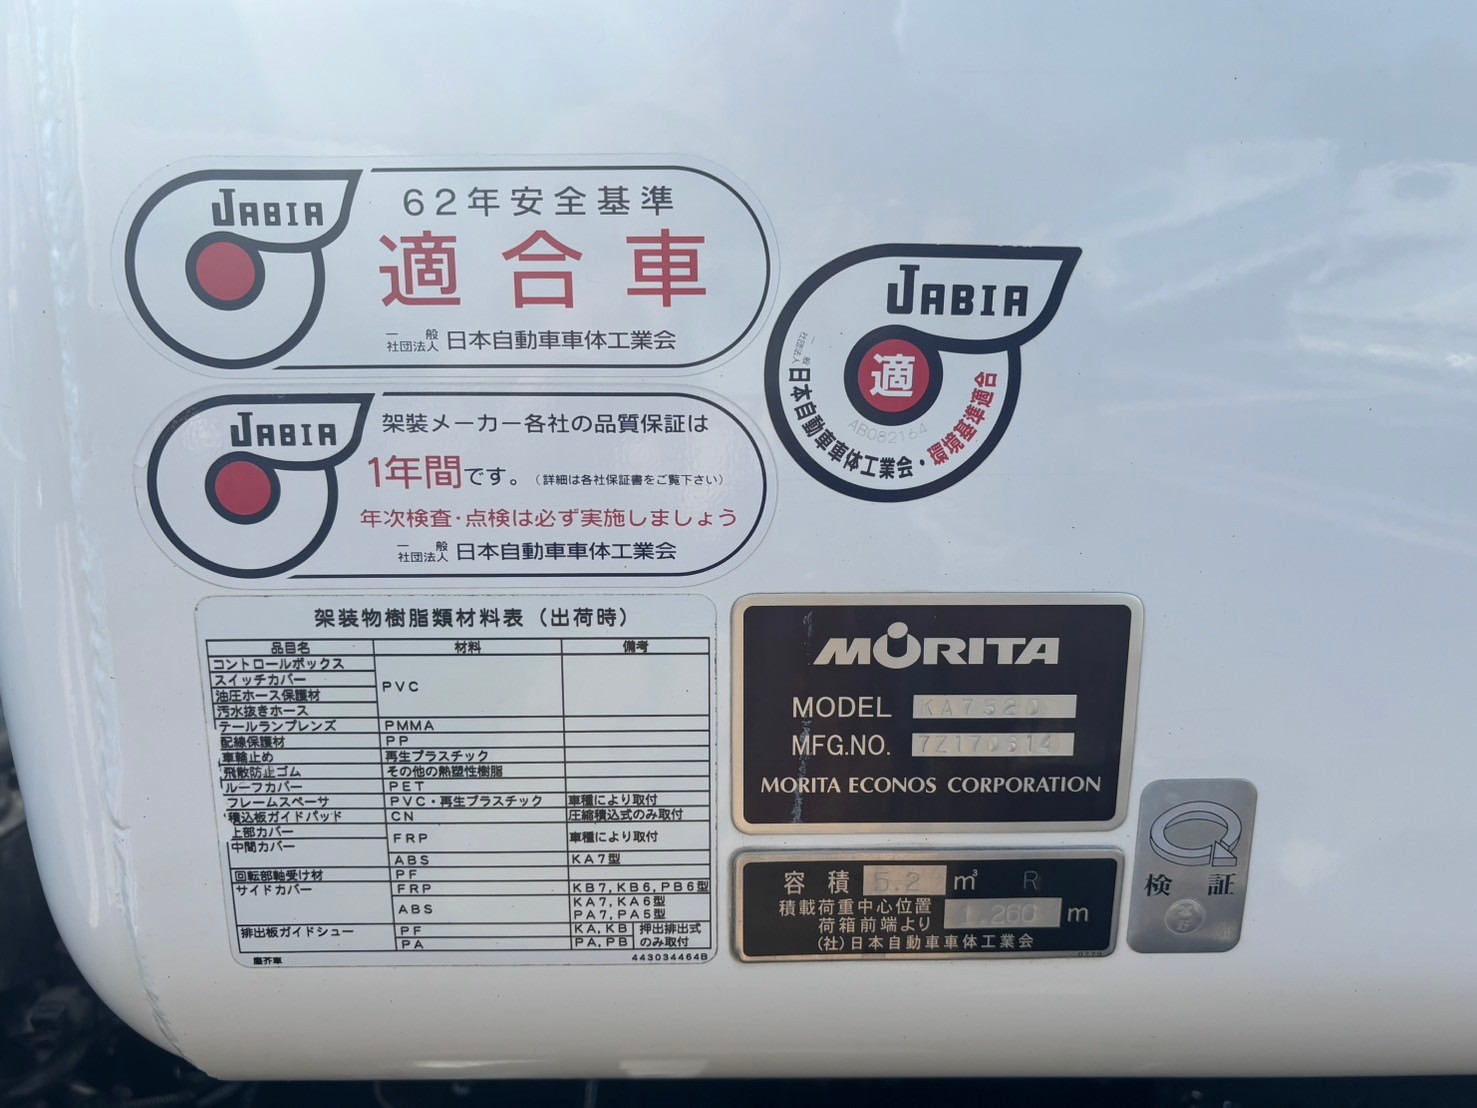 JABIA
62年安全基準
適合車
一般社団法人 日本自動車車体工業会
JABIA
架装メーカー各社の品質保証は
1年間です。(詳細は各社保証書をご覧下さい)
年次検査・点検は必ず実施しましょう
一般社団法人 日本自動車車体工業会
JABIA
適
AB082164
一般社団法人 日本自動車車体工業会・環境基準適合
架装物樹脂類材料表(出荷時)
品目名 材料 備考
コントロールボックス
スイッチカバー
油圧ホース保護材
汚水抜きホース
PVC
テールランプレンズ PMMA
配線保護材 PP
車輪止め 再生プラスチック
飛散防止ゴム その他の熱塑性樹脂
ルーフカバー PET
フレームスペーサ PVC・再生プラスチック 車種により取付
積込板ガイドパッド CN 圧縮積込式のみ取付
上部カバー
中間カバー
FRP 車種により取付
ABS KA7型
回転部軸受け材 PF
サイドカバー FRP KB7,KB6,PB6型
ABS KA7,KA6型
PA7,PA5型
排出板ガイドシュー PF KA,KB 押出排出式
PA PA,PB のみ取付
塵芥車 443034464B
MORITA
MODEL KA7520
MFG.NO.
MORITA ECONOS CORPORATION
容積 5.2 m³ R
積載荷重中心位置
荷箱前端より 1.260 m
(社)日本自動車車体工業会
検証